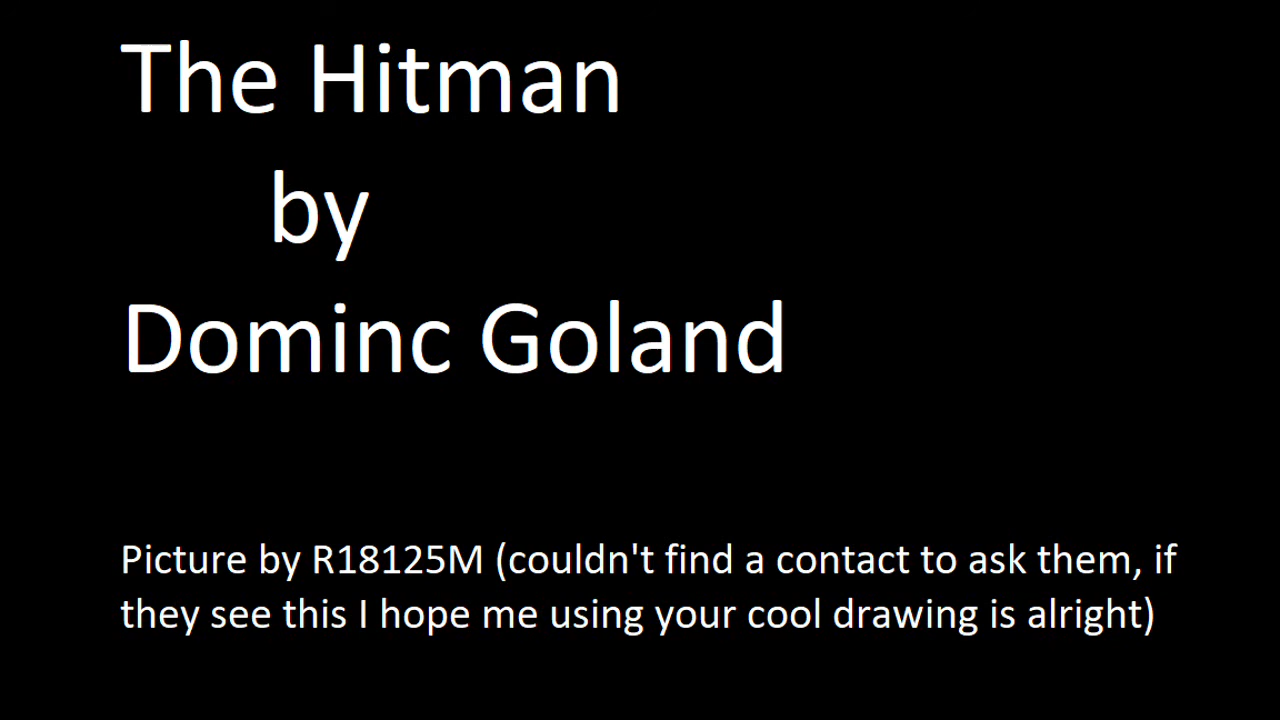 The Hitman
by
Dominc Goland
Picture by R18125M (couldn't find a contact to ask them, if
they see this I hope me using your cool drawing is alright)